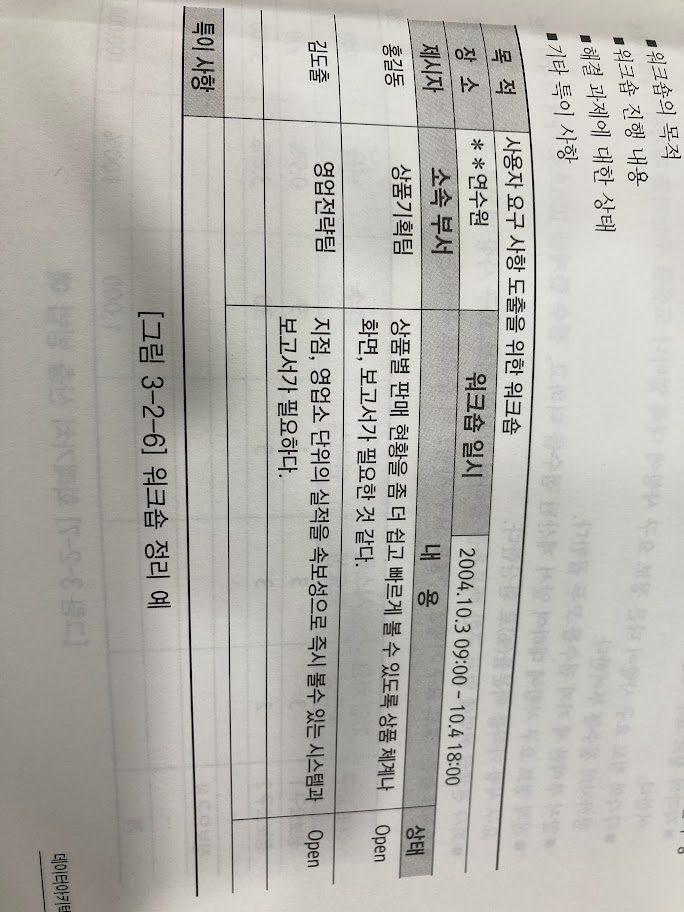 ■워크숍의 목적
■워크숍 진행 내용
■해결 과제에 대한 상태
■기타 특이 사항
목 적 사용자 요구 사항 도출을 위한 워크숍
장 소 **연수원 워크숍 일시 2004.10.3 09:00 - 10.4 18:00
제시자 소속 부서 내 용 상태
홍길동 상품기획팀 상품별 판매 현황을 좀 더 쉽고 빠르게 볼 수 있도록 상품 체계나 Open
화면, 보고서가 필요한 것 같다.
김도출 영업전략팀 지점, 영업소 단위의 실적을 속보성으로 즉시 볼수 있는 시스템과 Open
보고서가 필요하다.
특이 사항
[그림 3-2-6] 워크숍 정리 예
데이터아키텍